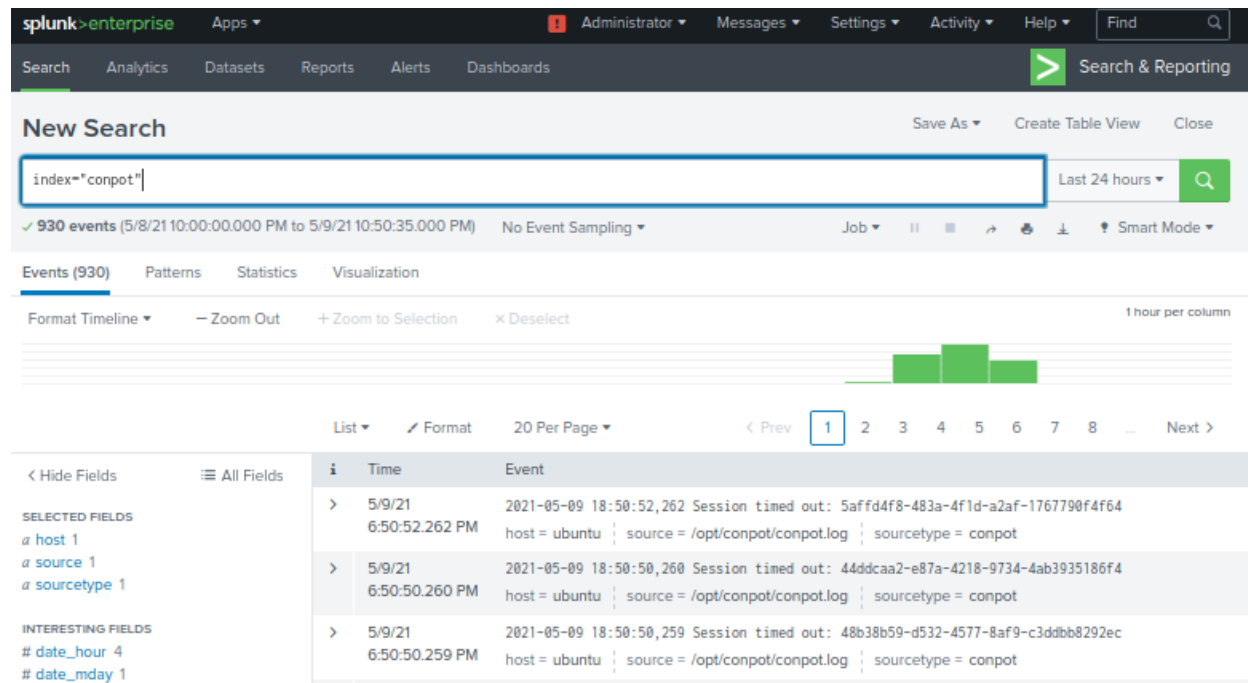 splunk>enterprise Apps ▾ ! Administrator ▾ Messages ▾ Settings ▾ Activity ▾ Help ▾ Find
Search Analytics Datasets Reports Alerts Dashboards > Search & Reporting
New Search Save As ▾ Create Table View Close
index="conpot" Last 24 hours ▾
✓ 930 events (5/8/21 10:00:00.000 PM to 5/9/21 10:50:35.000 PM) No Event Sampling ▾ Job ▾ Smart Mode ▾
Events (930) Patterns Statistics Visualization
Format Timeline ▾ — Zoom Out + Zoom to Selection × Deselect 1 hour per column
List ▾ Format 20 Per Page ▾ < Prev 1 2 3 4 5 6 7 8 ... Next >
< Hide Fields All Fields i Time Event
SELECTED FIELDS
a host 1
a source 1
a sourcetype 1
INTERESTING FIELDS
# date_hour 4
# date_mday 1
> 5/9/21 2021-05-09 18:50:52,262 Session timed out: 5affd4f8-483a-4f1d-a2af-1767790f4f64
6:50:52.262 PM host = ubuntu source = /opt/conpot/conpot.log sourcetype = conpot
> 5/9/21 2021-05-09 18:50:50,260 Session timed out: 44ddcaa2-e87a-4218-9734-4ab3935186f4
6:50:50.260 PM host = ubuntu source = /opt/conpot/conpot.log sourcetype = conpot
> 5/9/21 2021-05-09 18:50:50,259 Session timed out: 48b38b59-d532-4577-8af9-c3ddbb8292ec
6:50:50.259 PM host = ubuntu source = /opt/conpot/conpot.log sourcetype = conpot